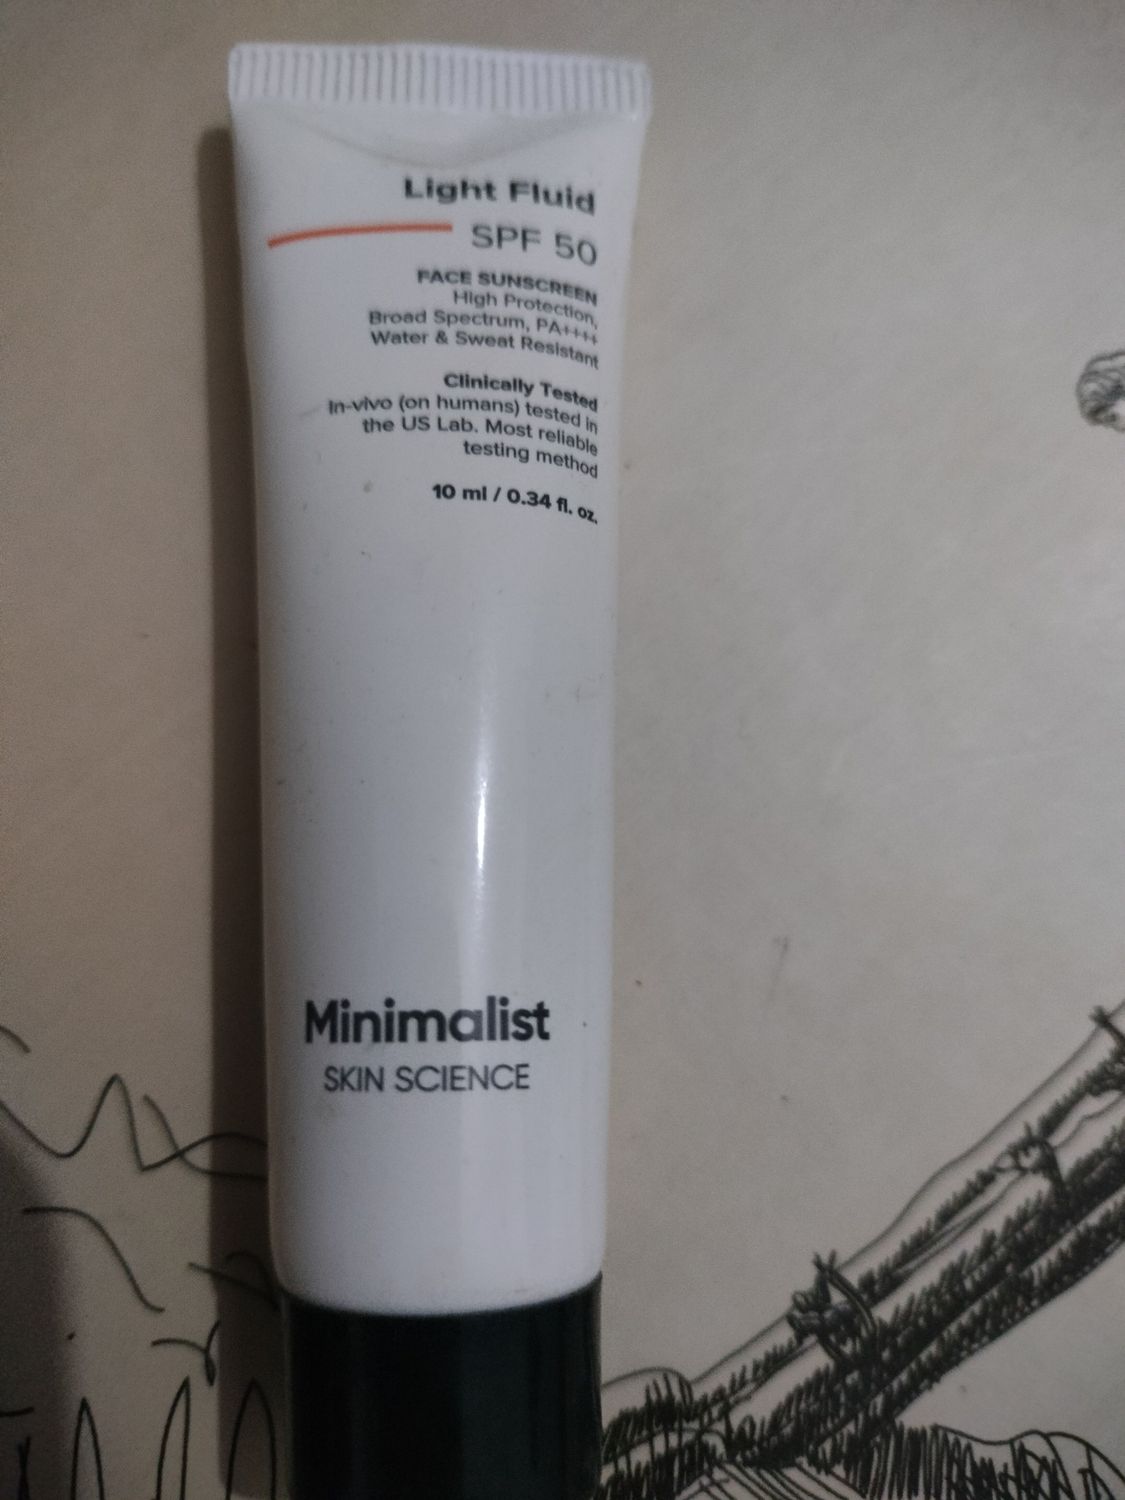 Light Fluid
SPF 50
FACE SUNSCREEN
High Protection,
Broad Spectrum, PA++++
Water & Sweat Resistant
Clinically Tested
In-vivo (on humans) tested in
the US Lab. Most reliable
testing method
10 ml / 0.34 fl. oz.
Minimalist
SKIN SCIENCE